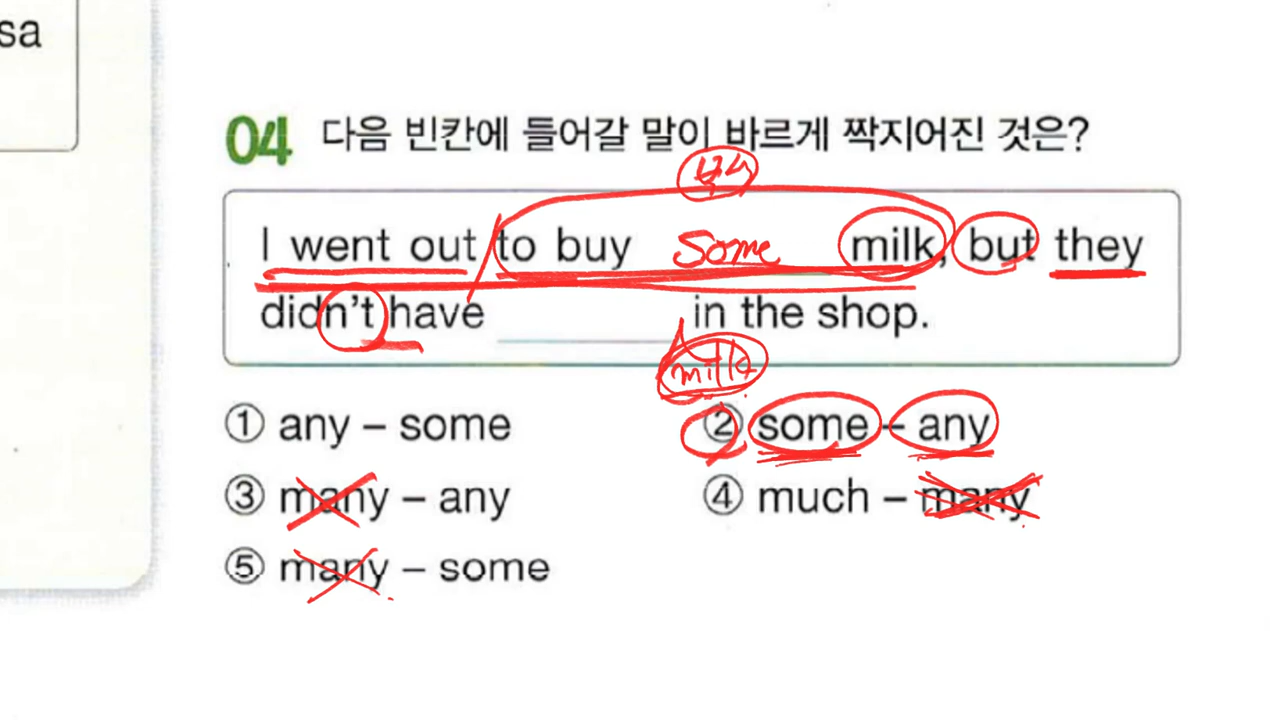 sa
04 다음 빈칸에 들어갈 말이 바르게 짝지어진 것은?
부사
I went out to buy some milk, but they
didn't have in the shop.
milk
① any – some
② some – any
③ many – any
④ much – many
⑤ many – some